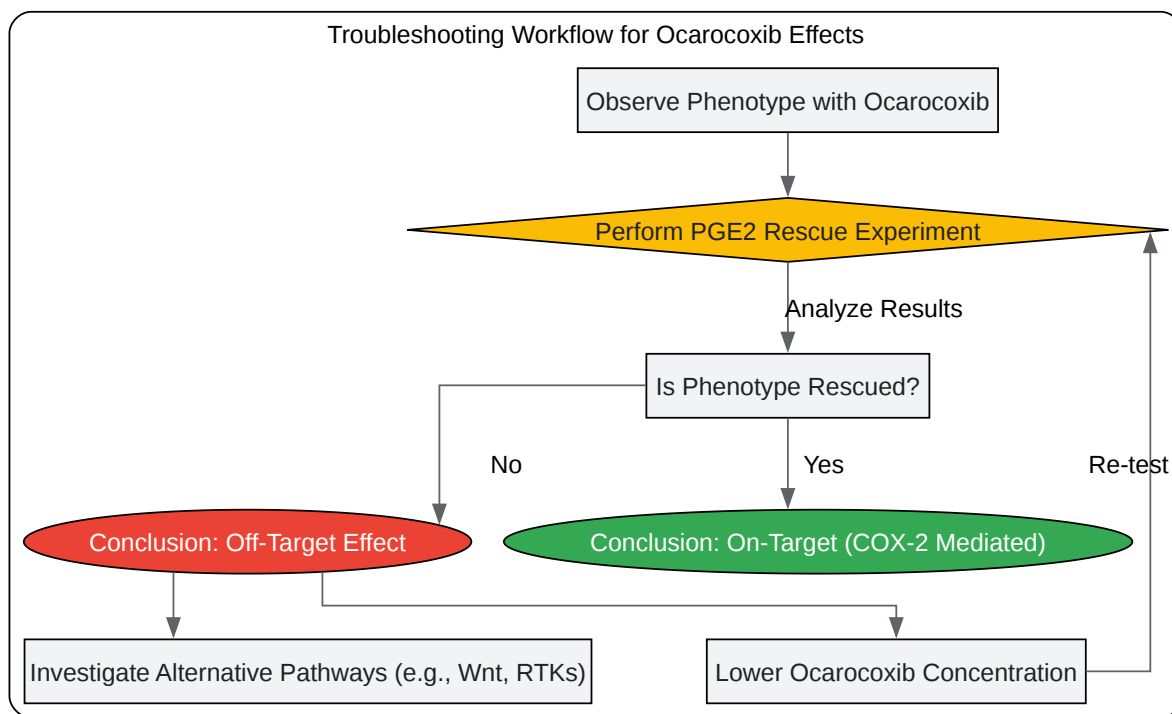 Troubleshooting Workflow for Ocarocoxib Effects
Observe Phenotype with Ocarocoxib
Perform PGE2 Rescue Experiment
Analyze Results
Is Phenotype Rescued?
No
Yes
Re-test
Conclusion: Off-Target Effect
Conclusion: On-Target (COX-2 Mediated)
Investigate Alternative Pathways (e.g., Wnt, RTKs)
Lower Ocarocoxib Concentration